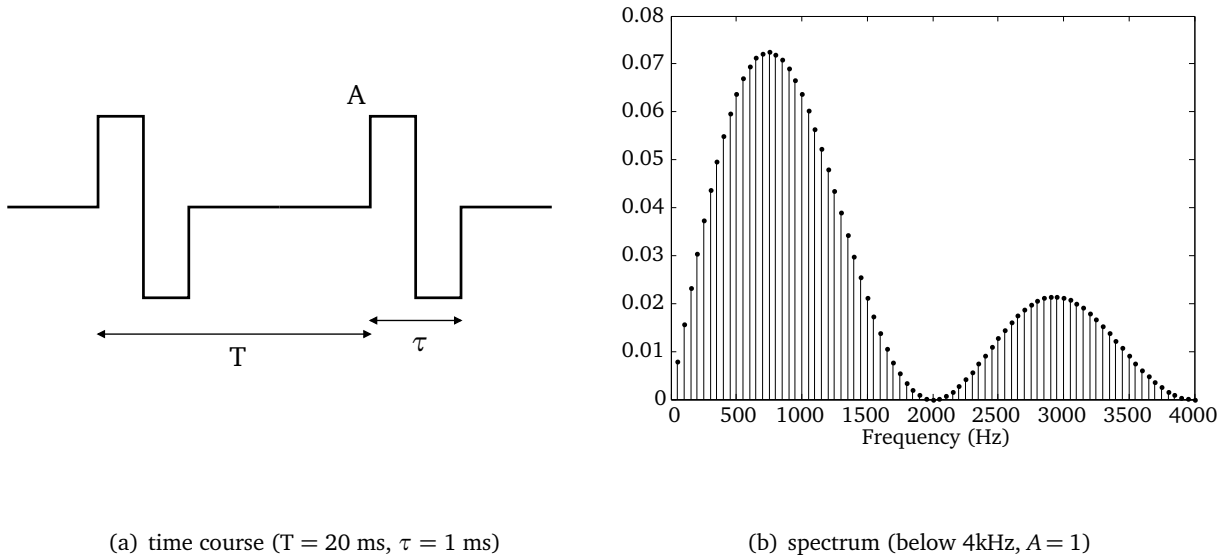 A
T
τ
0.08
0.07
0.06
0.05
0.04
0.03
0.02
0.01
0
0 500 1000 1500 2000 2500 3000 3500 4000
Frequency (Hz)
(a) time course (T = 20 ms, τ = 1 ms)
(b) spectrum (below 4kHz, A = 1)